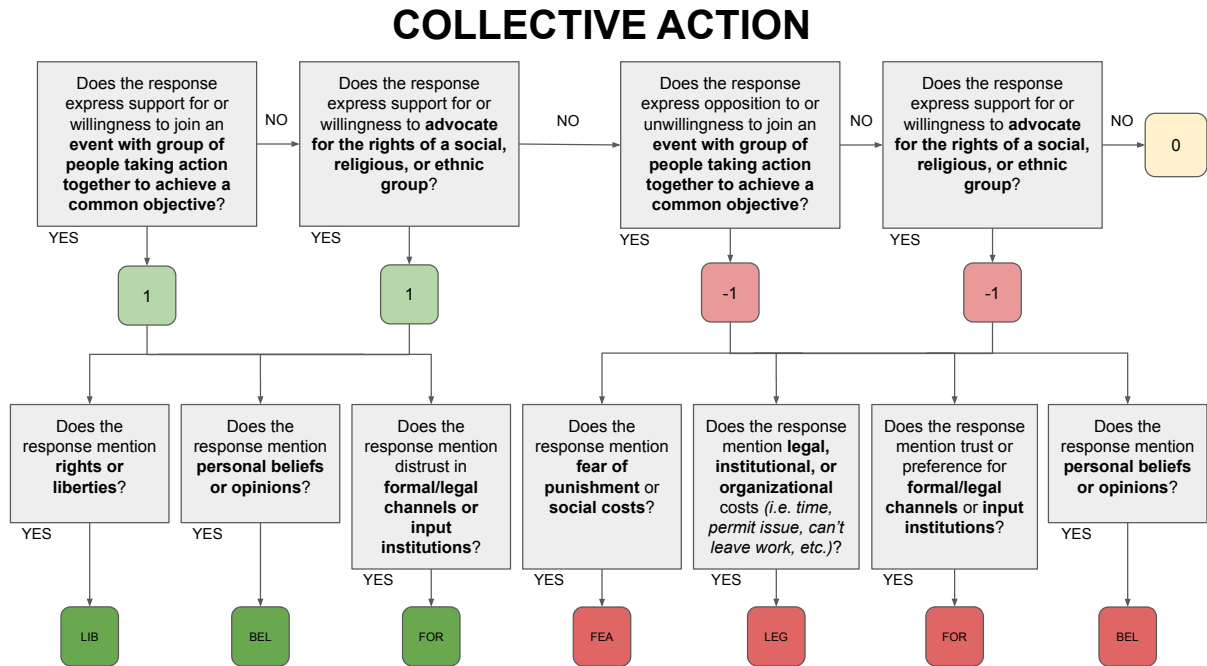 COLLECTIVE ACTION
Does the response
express support for or
willingness to join an
event with group of
people taking action
together to achieve a
common objective?
NO
Does the response
express support for or
willingness to advocate
for the rights of a social,
religious, or ethnic
group?
NO
Does the response
express opposition to or
unwillingness to join an
event with group of
people taking action
together to achieve a
common objective?
NO
Does the response
express support for or
willingness to advocate
for the rights of a social,
religious, or ethnic
group?
NO
0
YES
YES
YES
YES
1
1
-1
-1
Does the
response mention
rights or
liberties?
Does the
response mention
personal beliefs
or opinions?
Does the
response mention
distrust in
formal/legal
channels or
input
institutions?
Does the
response mention
fear of
punishment or
social costs?
Does the response
mention legal,
institutional, or
organizational
costs (i.e. time,
permit issue, can't
leave work, etc.)?
Does the response
mention trust or
preference for
formal/legal
channels or input
institutions?
Does the
response mention
personal beliefs
or opinions?
YES
YES
YES
YES
YES
YES
YES
LIB
BEL
FOR
FEA
LEG
FOR
BEL